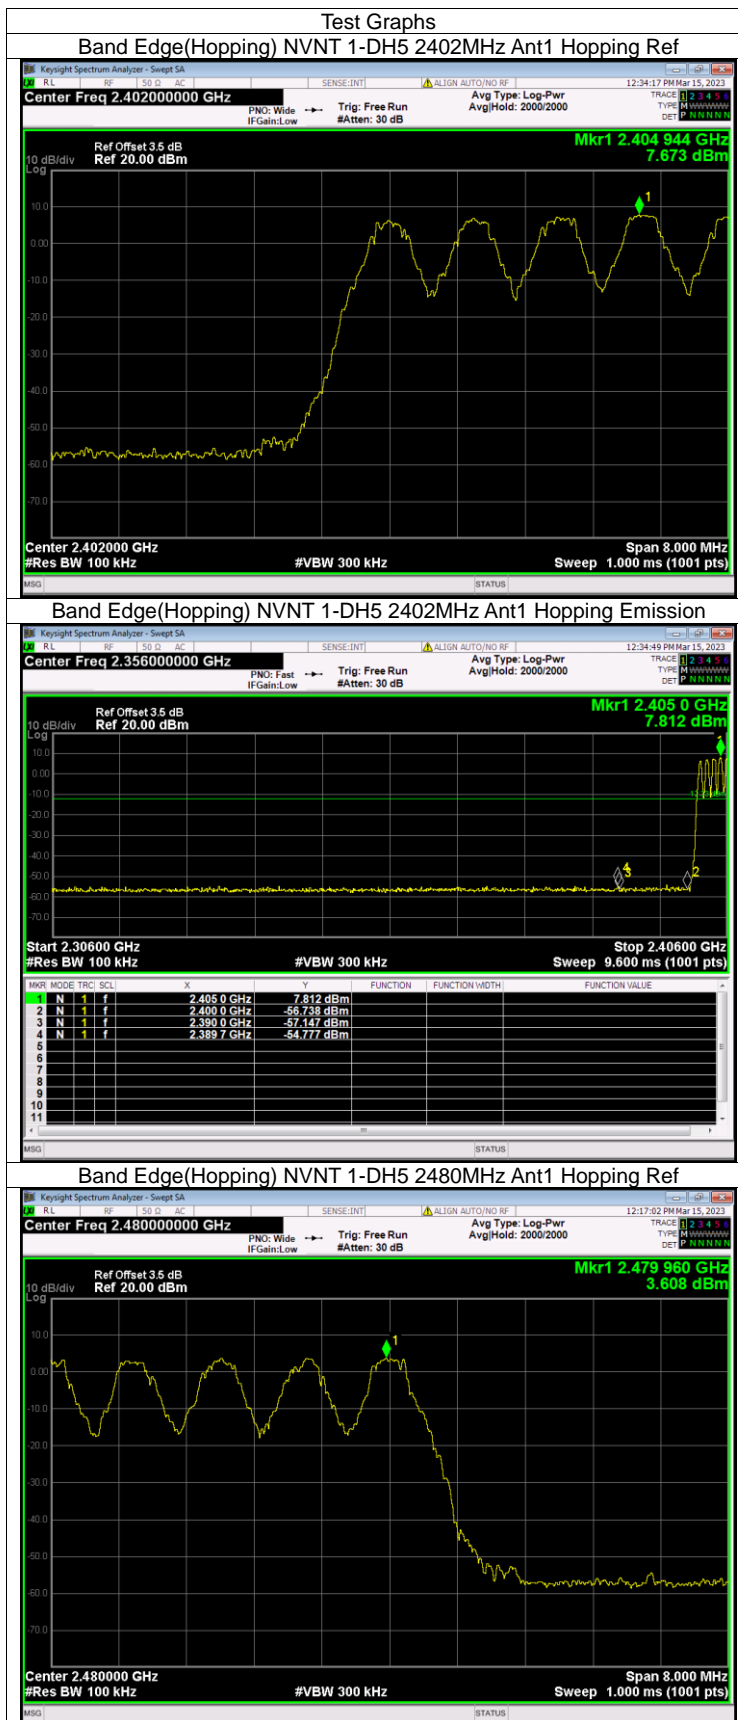 Test Graphs
Band Edge(Hopping) NVNT 1-DH5 2402MHz Ant1 Hopping Ref
Keysight Spectrum Analyzer - Swept SA
RL RF 50 Ω AC SENSE:INT ALIGN AUTO/NO RF 12:34:17 PM Mar 15, 2023
Center Freq 2.402000000 GHz Avg Type: Log-Pwr TRACE 1 2 3 4 5 6
PNO: Wide Trig: Free Run Avg|Hold: 2000/2000 TYPE M WWWWW
IFGain:Low #Atten: 30 dB DET P N N N N N
Mkr1 2.404 944 GHz
Ref Offset 3.5 dB 7.673 dBm
10 dB/div Ref 20.00 dBm
Log
1
10.0
0.00
-10.0
-20.0
-30.0
-40.0
-50.0
-60.0
-70.0
Center 2.402000 GHz Span 8.000 MHz
#Res BW 100 kHz #VBW 300 kHz Sweep 1.000 ms (1001 pts)
MSG STATUS
Band Edge(Hopping) NVNT 1-DH5 2402MHz Ant1 Hopping Emission
Keysight Spectrum Analyzer - Swept SA
RL RF 50 Ω AC SENSE:INT ALIGN AUTO/NO RF 12:34:49 PM Mar 15, 2023
Center Freq 2.356000000 GHz Avg Type: Log-Pwr TRACE 1 2 3 4 5 6
PNO: Fast Trig: Free Run Avg|Hold: 2000/2000 TYPE M WWWWW
IFGain:Low #Atten: 30 dB DET P N N N N N
Mkr1 2.405 0 GHz
Ref Offset 3.5 dB 7.812 dBm
10 dB/div Ref 20.00 dBm
Log
1
10.0
0.00
-10.0
-20.0
-30.0
-40.0
-50.0
4 3 2
-60.0
-70.0
Start 2.30600 GHz Stop 2.40600 GHz
#Res BW 100 kHz #VBW 300 kHz Sweep 9.600 ms (1001 pts)
MKR MODE TRC SCL X Y FUNCTION FUNCTION WIDTH FUNCTION VALUE
1 N 1 f 2.405 0 GHz 7.812 dBm
2 N 1 f 2.400 0 GHz -56.738 dBm
3 N 1 f 2.390 0 GHz -57.147 dBm
4 N 1 f 2.389 7 GHz -54.777 dBm
5
6
7
8
9
10
11
MSG STATUS
Band Edge(Hopping) NVNT 1-DH5 2480MHz Ant1 Hopping Ref
Keysight Spectrum Analyzer - Swept SA
RL RF 50 Ω AC SENSE:INT ALIGN AUTO/NO RF 12:17:02 PM Mar 15, 2023
Center Freq 2.480000000 GHz Avg Type: Log-Pwr TRACE 1 2 3 4 5 6
PNO: Wide Trig: Free Run Avg|Hold: 2000/2000 TYPE M WWWWW
IFGain:Low #Atten: 30 dB DET P N N N N N
Mkr1 2.479 960 GHz
Ref Offset 3.5 dB 3.608 dBm
10 dB/div Ref 20.00 dBm
Log
10.0
1
0.00
-10.0
-20.0
-30.0
-40.0
-50.0
-60.0
-70.0
Center 2.480000 GHz Span 8.000 MHz
#Res BW 100 kHz #VBW 300 kHz Sweep 1.000 ms (1001 pts)
MSG STATUS